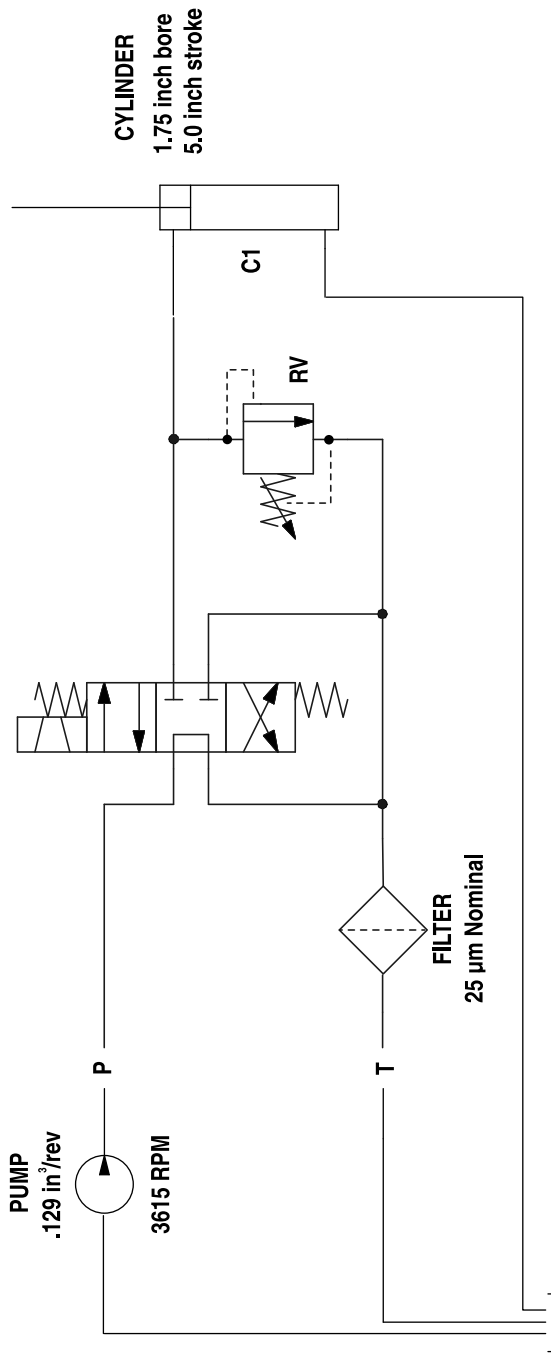 PUMP
.129 in³/rev
3615 RPM
P
T
FILTER
25 µm Nominal
RV
C1
CYLINDER
1.75 inch bore
5.0 inch stroke